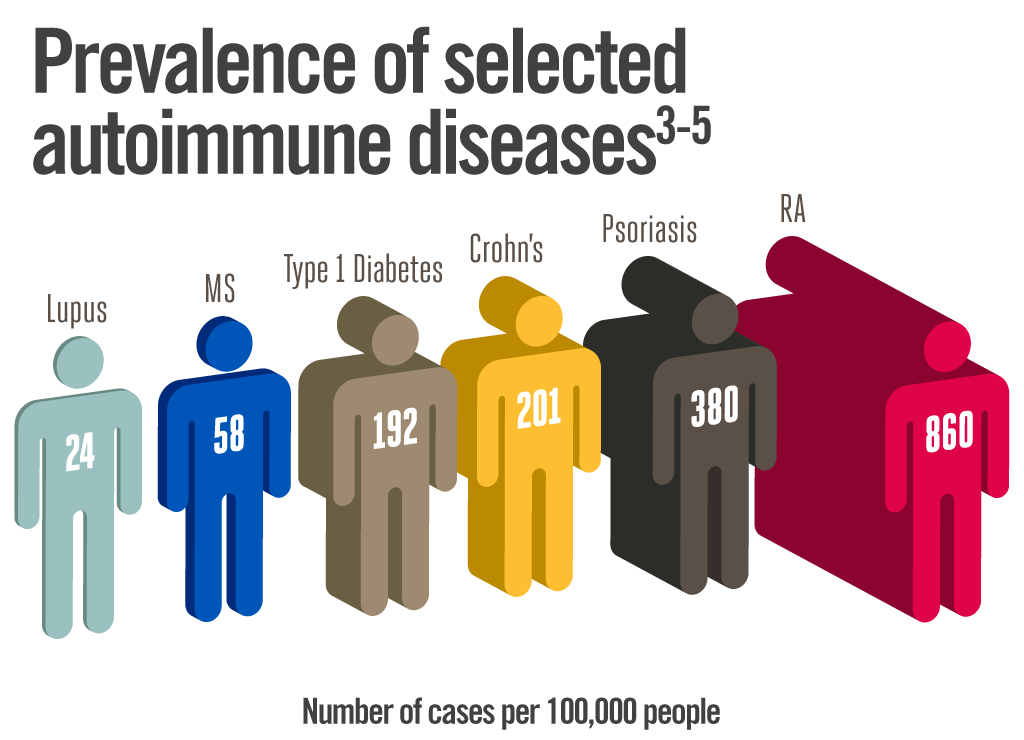 Prevalence of selected
autoimmune diseases3-5
RA
Psoriasis
Crohn's
Type 1 Diabetes
MS
Lupus
24
58
192
201
380
860
Number of cases per 100,000 people